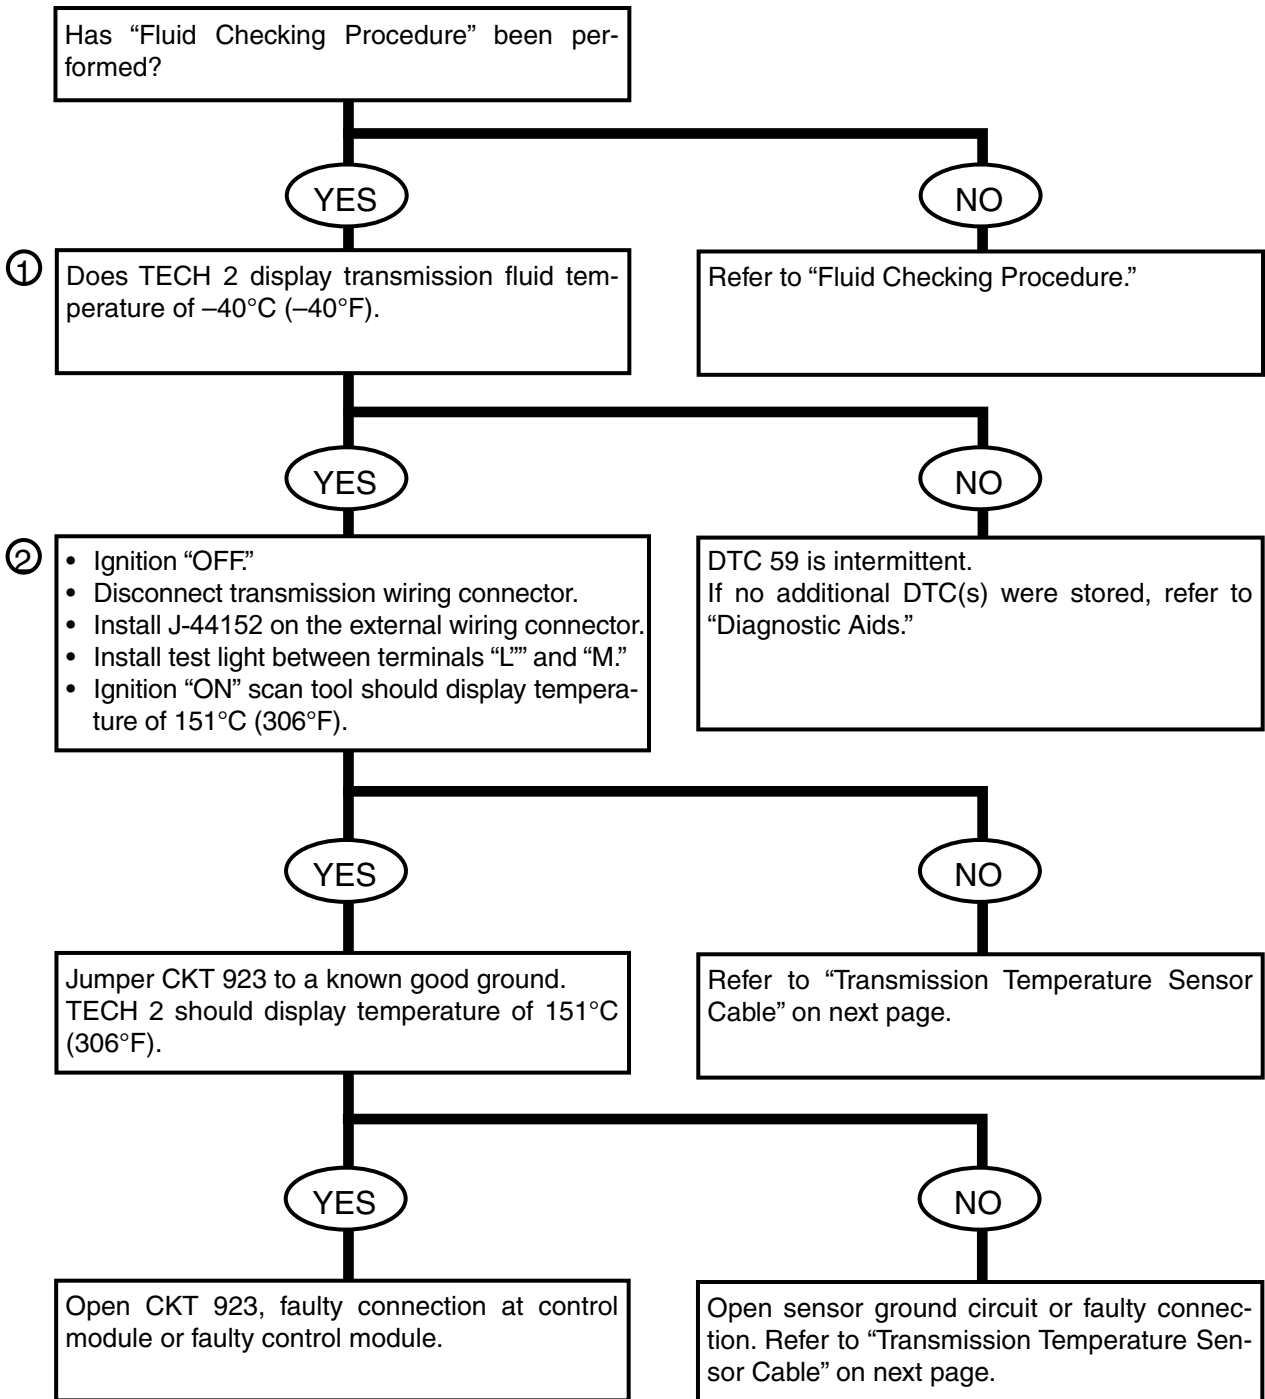 Has “Fluid Checking Procedure” been per-
formed?
YES
NO
①
Does TECH 2 display transmission fluid tem-
perature of –40°C (–40°F).
Refer to “Fluid Checking Procedure.”
YES
NO
②
• Ignition “OFF.”
• Disconnect transmission wiring connector.
• Install J-44152 on the external wiring connector.
• Install test light between terminals “L”” and “M.”
• Ignition “ON” scan tool should display tempera-
ture of 151°C (306°F).
DTC 59 is intermittent.
If no additional DTC(s) were stored, refer to
“Diagnostic Aids.”
YES
NO
Jumper CKT 923 to a known good ground.
TECH 2 should display temperature of 151°C
(306°F).
Refer to “Transmission Temperature Sensor
Cable” on next page.
YES
NO
Open CKT 923, faulty connection at control
module or faulty control module.
Open sensor ground circuit or faulty connec-
tion. Refer to “Transmission Temperature Sen-
sor Cable” on next page.